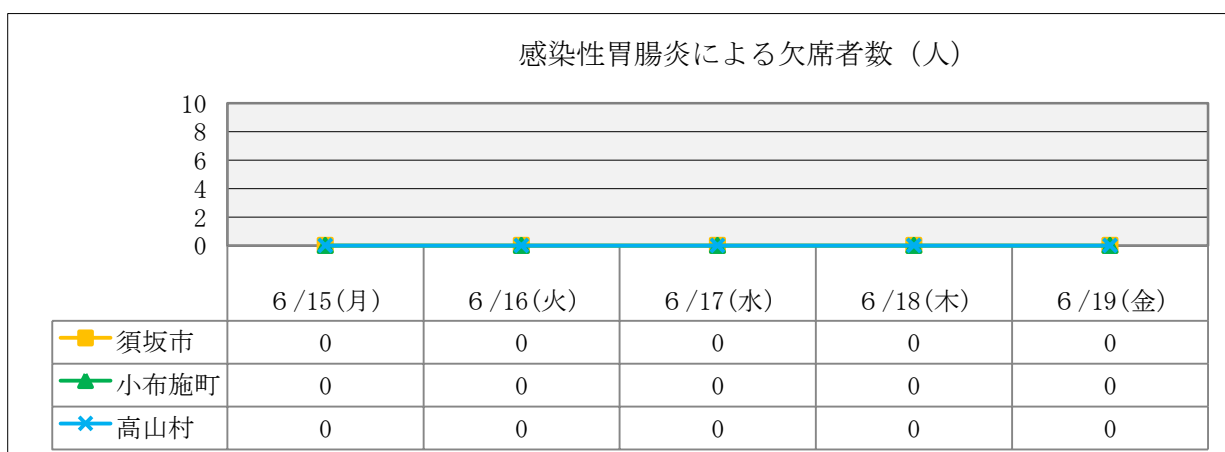 感染性胃腸炎による欠席者数（人）
10
8
6
4
2
0
６/15(月) ６/16(火) ６/17(水) ６/18(木) ６/19(金)
須坂市 0 0 0 0 0
小布施町 0 0 0 0 0
高山村 0 0 0 0 0